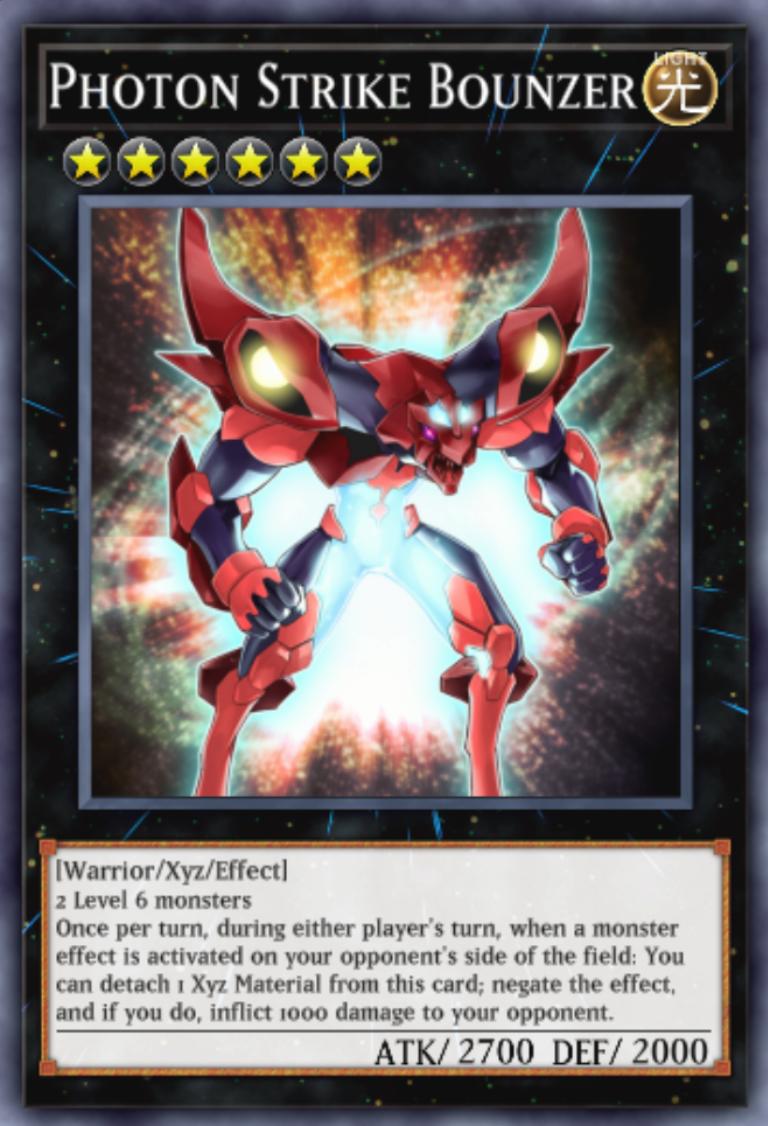 PHOTON STRIKE BOUNZER
LIGHT
光
[Warrior/Xyz/Effect]
2 Level 6 monsters
Once per turn, during either player's turn, when a monster
effect is activated on your opponent's side of the field: You
can detach 1 Xyz Material from this card; negate the effect,
and if you do, inflict 1000 damage to your opponent.
ATK/ 2700 DEF/ 2000